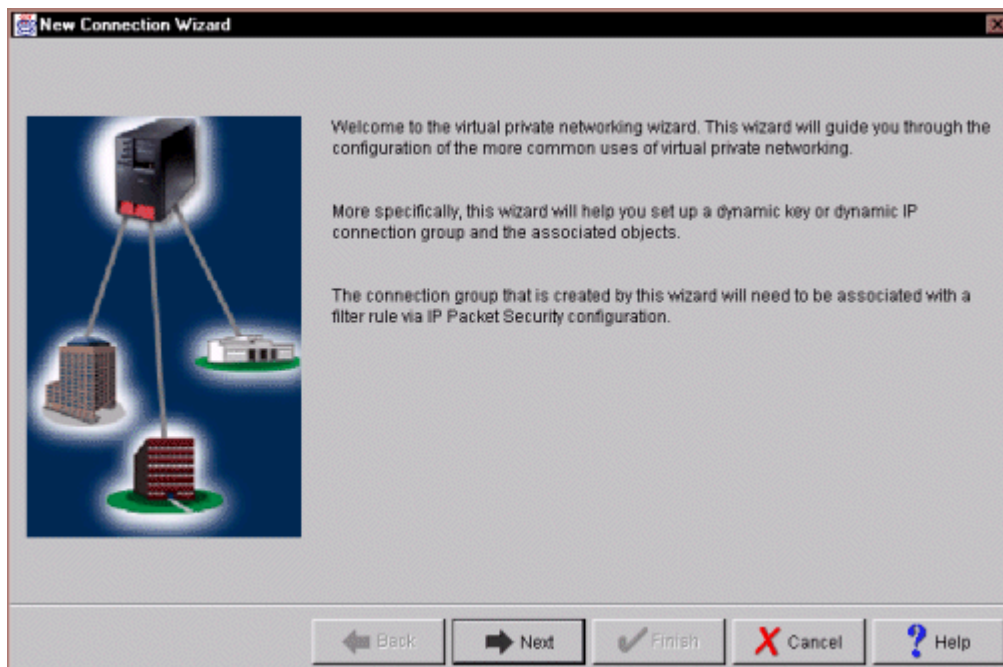 New Connection Wizard
Welcome to the virtual private networking wizard. This wizard will guide you through the
configuration of the more common uses of virtual private networking.
More specifically, this wizard will help you set up a dynamic key or dynamic IP
connection group and the associated objects.
The connection group that is created by this wizard will need to be associated with a
filter rule via IP Packet Security configuration.
Back
Next
Finish
Cancel
Help